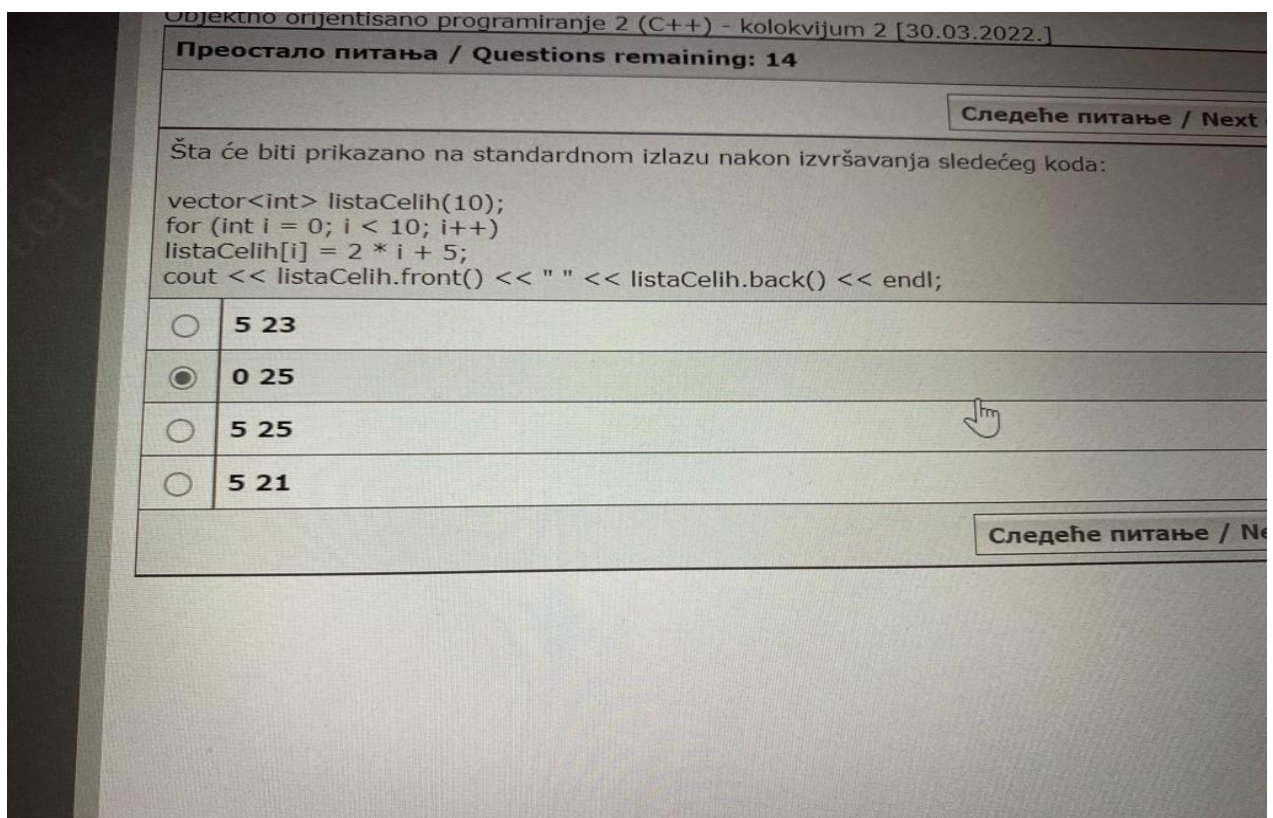 Objektno orijentisano programiranje 2 (C++) - kolokvijum 2 [30.03.2022.]
Преостало питања / Questions remaining: 14
Следеће питање / Next
Šta će biti prikazano na standardnom izlazu nakon izvršavanja sledećeg koda:
vector<int> listaCelih(10);
for (int i = 0; i < 10; i++)
listaCelih[i] = 2 * i + 5;
cout << listaCelih.front() << " " << listaCelih.back() << endl;
5 23
0 25
5 25
5 21
Следеће питање / Ne